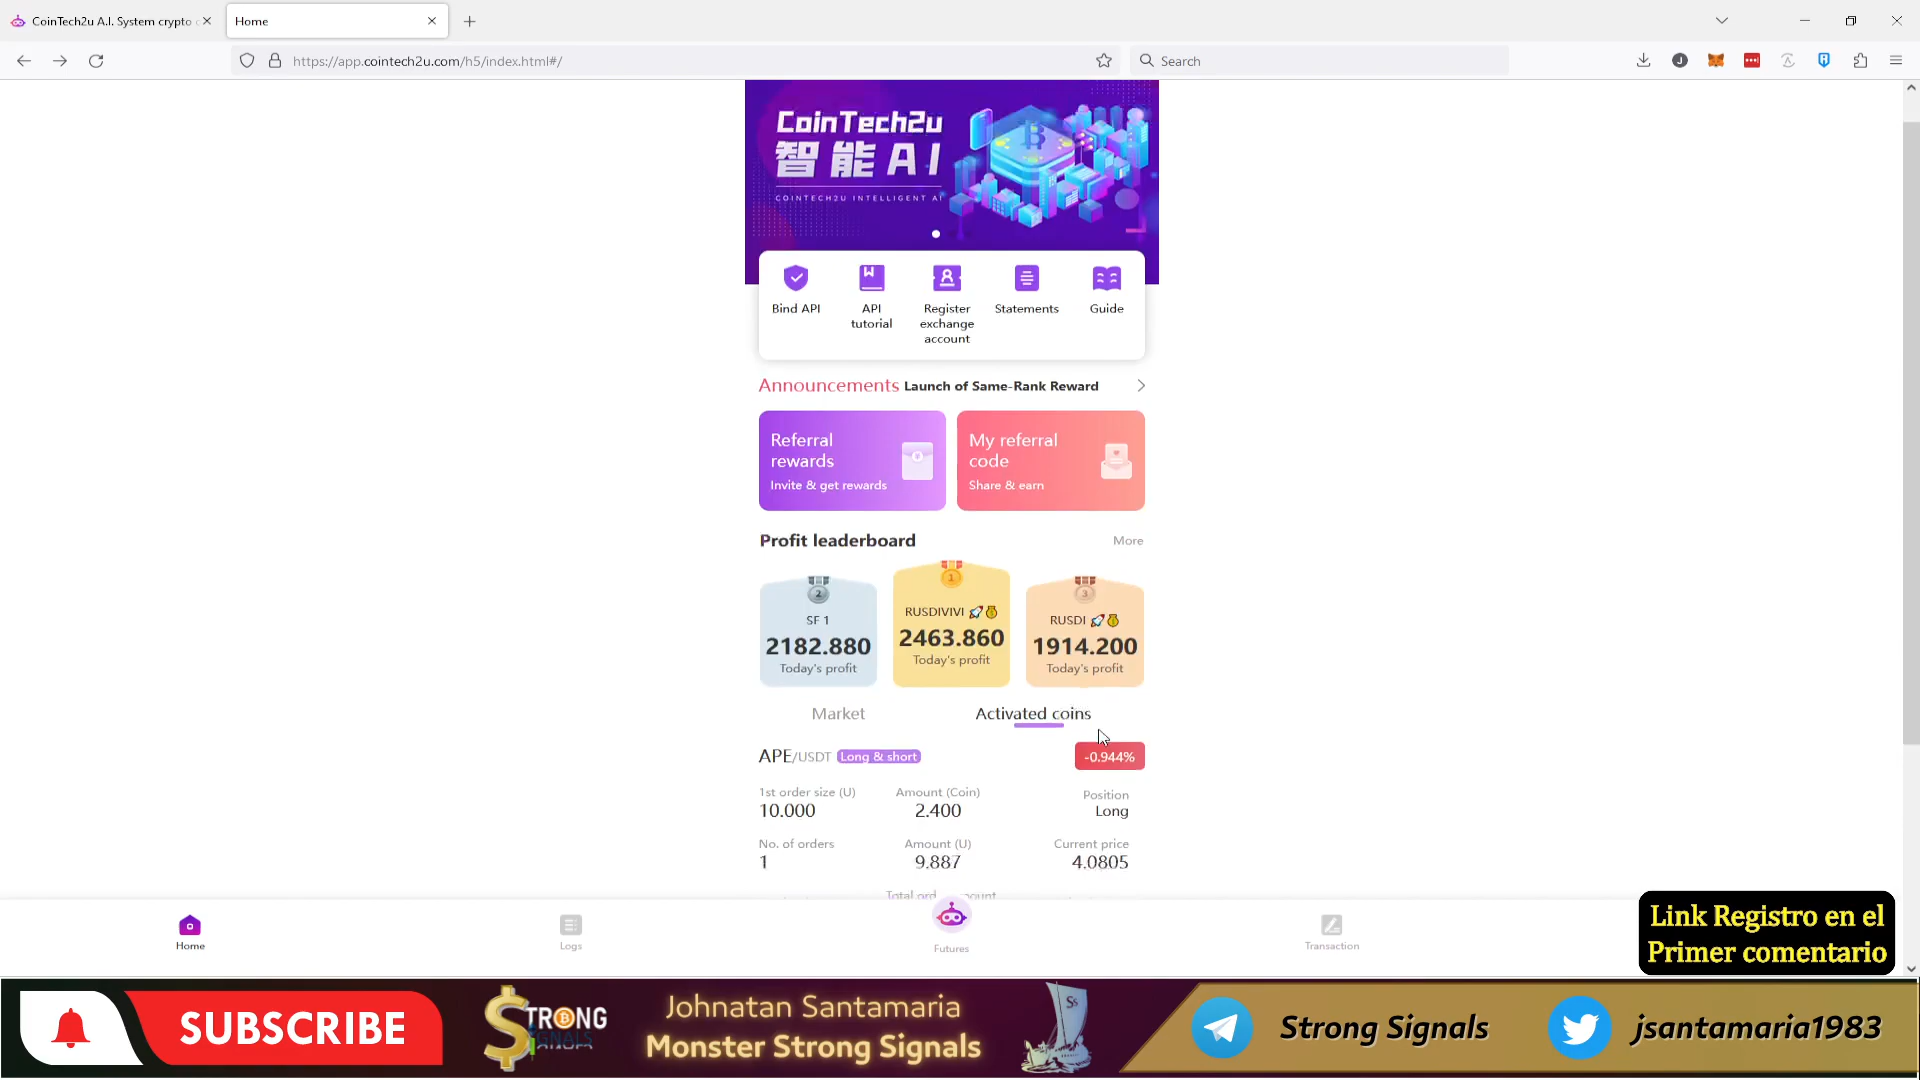 CoinTech2u A.I. System crypto
Home
https://app.cointech2u.com/h5/index.html#/
Search
CoinTech2u
智能AI
COINTECH2U INTELLIGENT AI
Bind API
API
tutorial
Register
exchange
account
Statements
Guide
Announcements Launch of Same-Rank Reward
Referral
rewards
Invite & get rewards
My referral
code
Share & earn
Profit leaderboard
More
2
SF 1
2182.880
Today's profit
1
RUSDIVIVI
2463.860
Today's profit
3
RUSDI
1914.200
Today's profit
Market
Activated coins
APE/USDT Long & short
-0.944%
1st order size (U)
10.000
Amount (Coin)
2.400
Position
Long
No. of orders
1
Amount (U)
9.887
Current price
4.0805
Home
Logs
Futures
Transaction
Link Registro en el
Primer comentario
SUBSCRIBE
STRONG
SIGNALS
Johnatan Santamaria
Monster Strong Signals
Ss
Strong Signals
jsantamaria1983